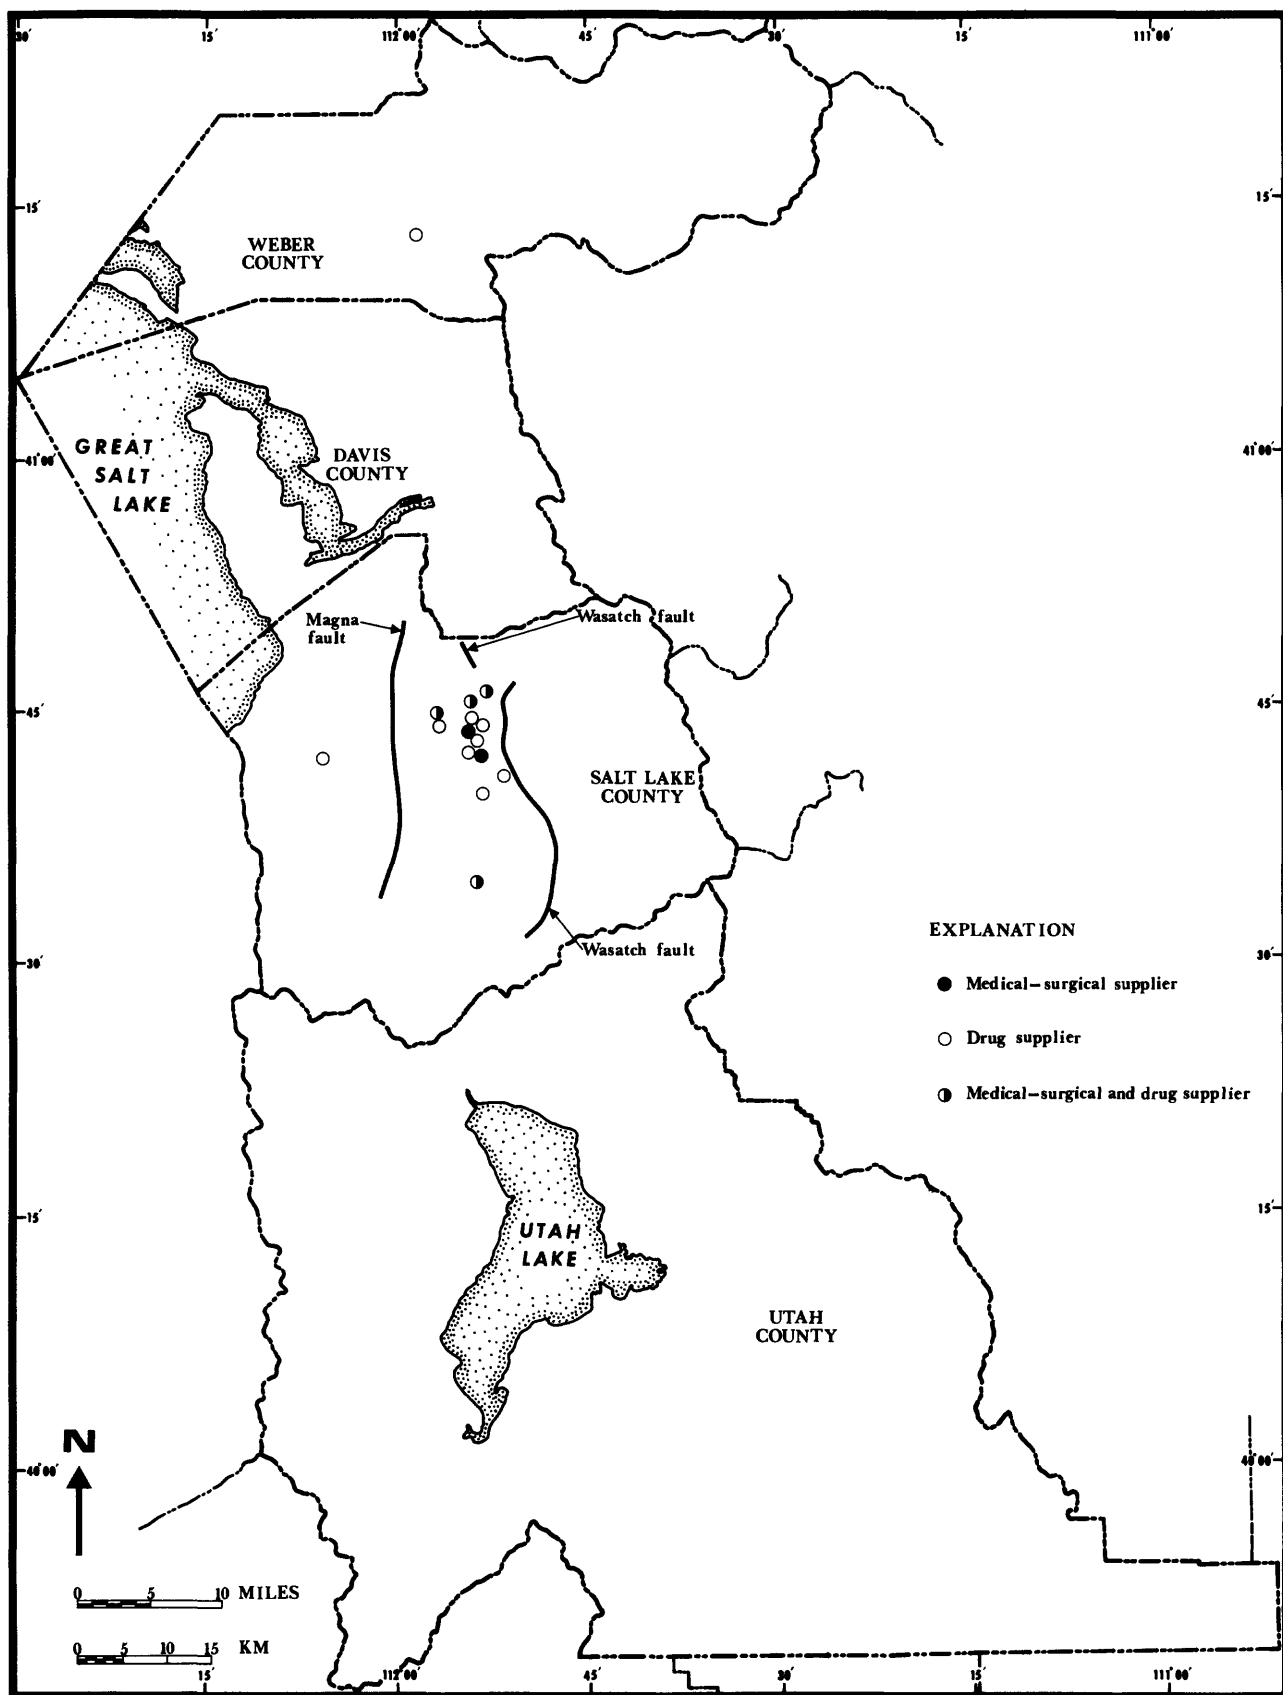 30′ 15′ 112°00′ 45′ 30′ 15′ 111°00′
15′ 15′
WEBER
COUNTY
GREAT
SALT
LAKE
DAVIS
COUNTY
41°00′ 41°00′
Magna
fault
Wasatch fault
45′ 45′
SALT LAKE
COUNTY
Wasatch fault
30′ 30′
EXPLANATION
Medical-surgical supplier
Drug supplier
Medical-surgical and drug supplier
15′ 15′
UTAH
LAKE
UTAH
COUNTY
N
40°00′ 40°00′
0 5 10 MILES
0 5 10 15 KM
15′ 112°00′ 45′ 30′ 15′ 111°00′